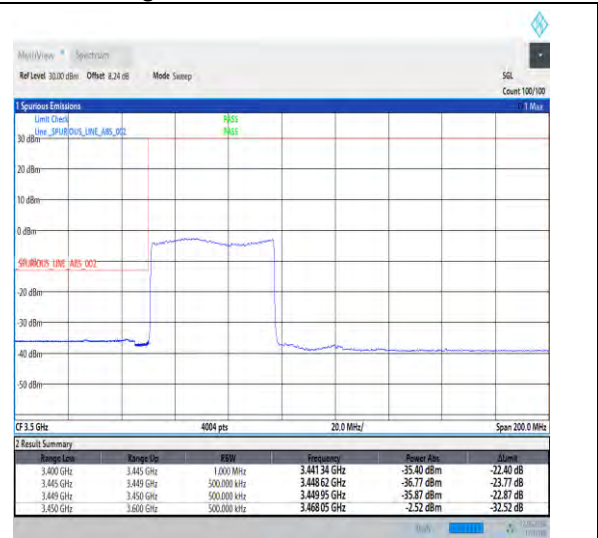 MultiView Spectrum
Ref Level 30.00 dBm Offset 8.24 dB Mode Sweep SGL
Count 100/100
1 Spurious Emissions 1 Max
Limit Check PASS
Line _SPURIOUS_LINE_ABS_002 PASS
30 dBm
20 dBm
10 dBm
0 dBm
_SPURIOUS_LINE_ABS_002
-20 dBm
-30 dBm
-40 dBm
-50 dBm
CF 3.5 GHz 4004 pts 20.0 MHz/ Span 200.0 MHz
2 Result Summary
Range Low Range Up RBW Frequency Power Abs ΔLimit
3.400 GHz 3.445 GHz 1.000 MHz 3.441 34 GHz -35.40 dBm -22.40 dB
3.445 GHz 3.449 GHz 500.000 kHz 3.448 62 GHz -36.77 dBm -23.77 dB
3.449 GHz 3.450 GHz 500.000 kHz 3.449 95 GHz -35.87 dBm -22.87 dB
3.450 GHz 3.600 GHz 500.000 kHz 3.468 05 GHz -2.52 dBm -32.52 dB